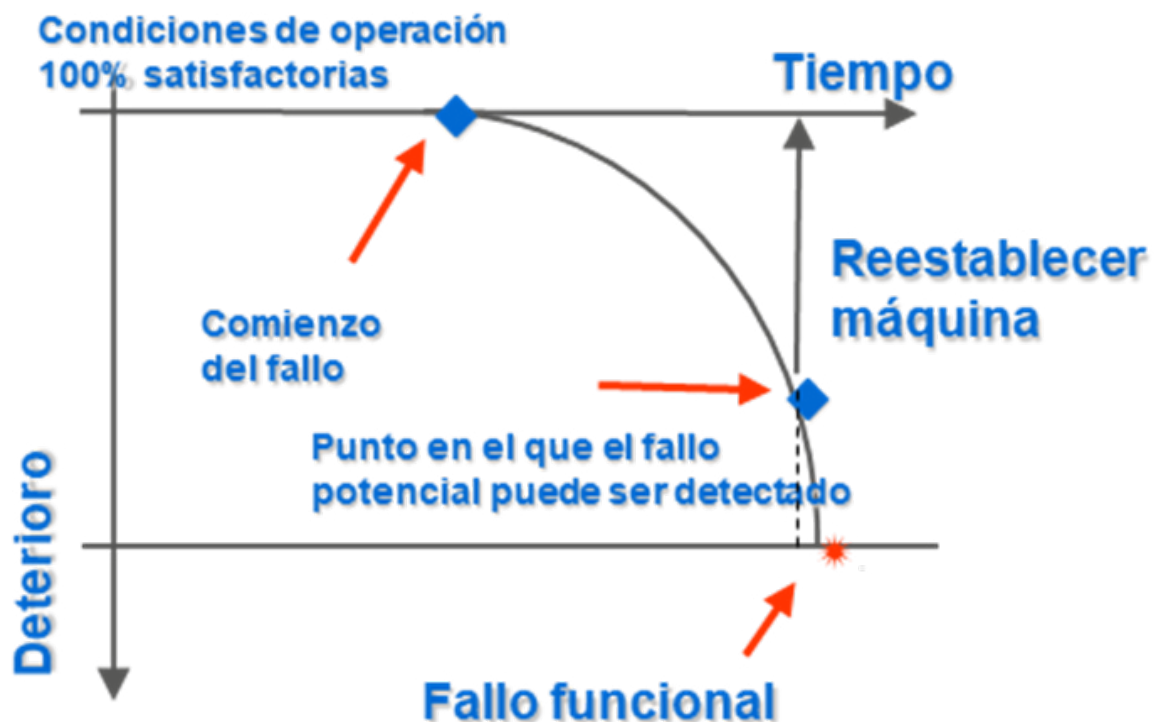 Condiciones de operación
100% satisfactorias
Tiempo
Reestablecer
máquina
Comienzo
del fallo
Punto en el que el fallo
potencial puede ser detectado
Deterioro
Fallo funcional